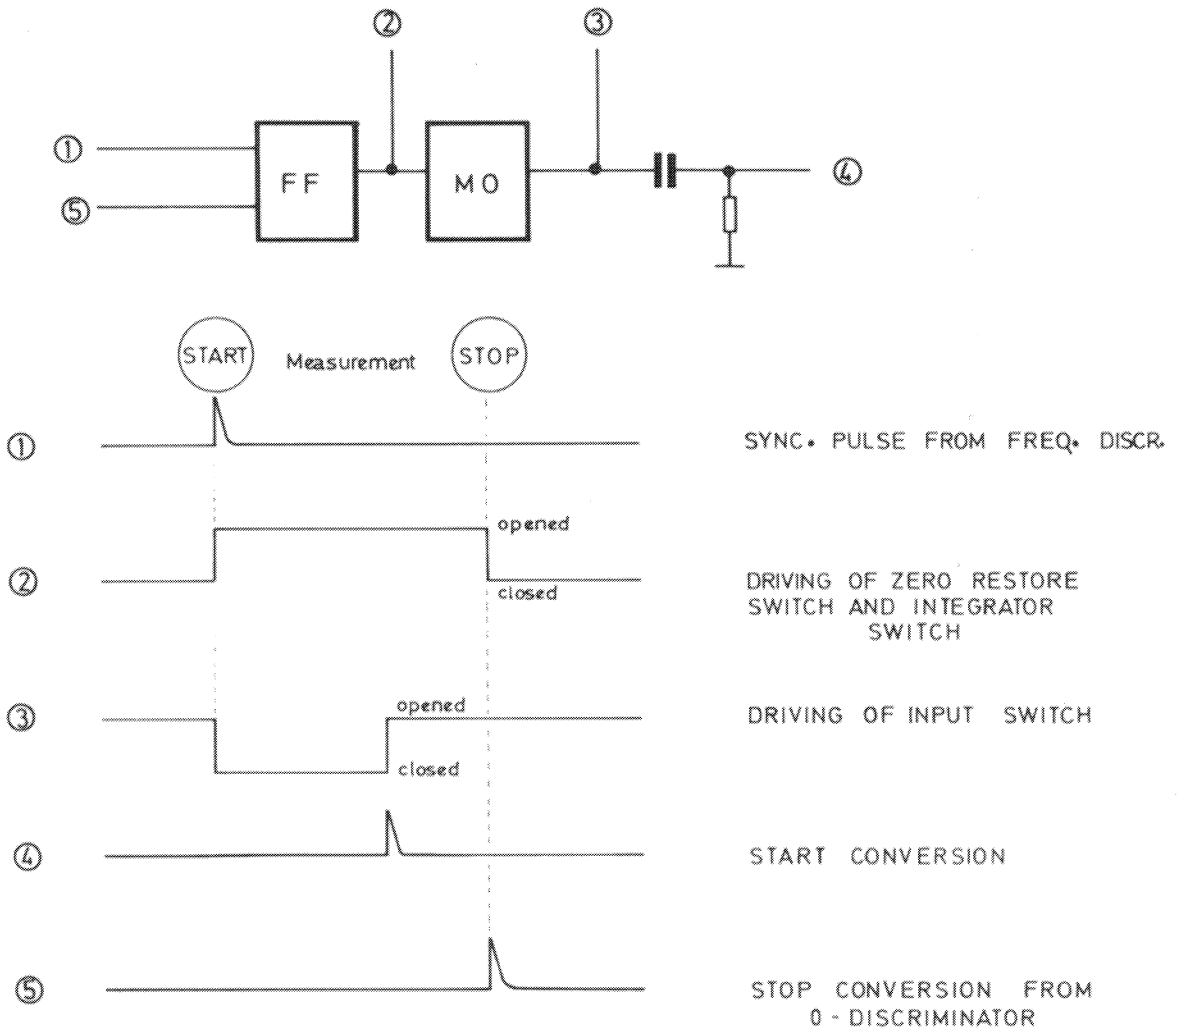 ② ③
①
FF
MO
④
⑤
START Measurement STOP
① SYNC. PULSE FROM FREQ. DISCR.
opened
② closed
DRIVING OF ZERO RESTORE
SWITCH AND INTEGRATOR
SWITCH
③ opened
DRIVING OF INPUT SWITCH
closed
④ START CONVERSION
⑤ STOP CONVERSION FROM
0 - DISCRIMINATOR